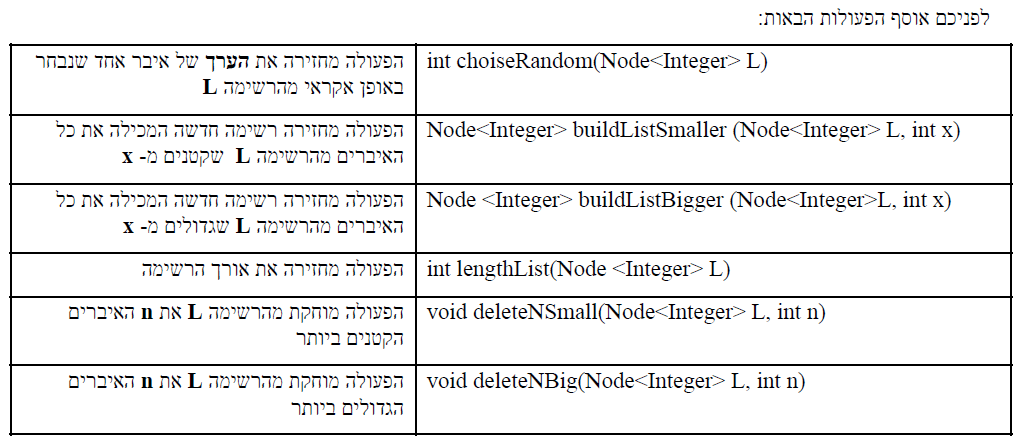 לפניכם אוסף הפעולות הבאות:
הפעולה מחזירה את הערך של איבר אחד שנבחר
באופן אקראי מהרשימה L
int choiseRandom(Node<Integer> L)
הפעולה מחזירה רשימה חדשה המכילה את כל
האיברים מהרשימה L שקטנים מ- x
Node<Integer> buildListSmaller (Node<Integer> L, int x)
הפעולה מחזירה רשימה חדשה המכילה את כל
האיברים מהרשימה L שגדולים מ- x
Node <Integer> buildListBigger (Node<Integer>L, int x)
הפעולה מחזירה את אורך הרשימה
int lengthList(Node <Integer> L)
הפעולה מוחקת מהרשימה L את n האיברים
הקטנים ביותר
void deleteNSmall(Node<Integer> L, int n)
הפעולה מוחקת מהרשימה L את n האיברים
הגדולים ביותר
void deleteNBig(Node<Integer> L, int n)